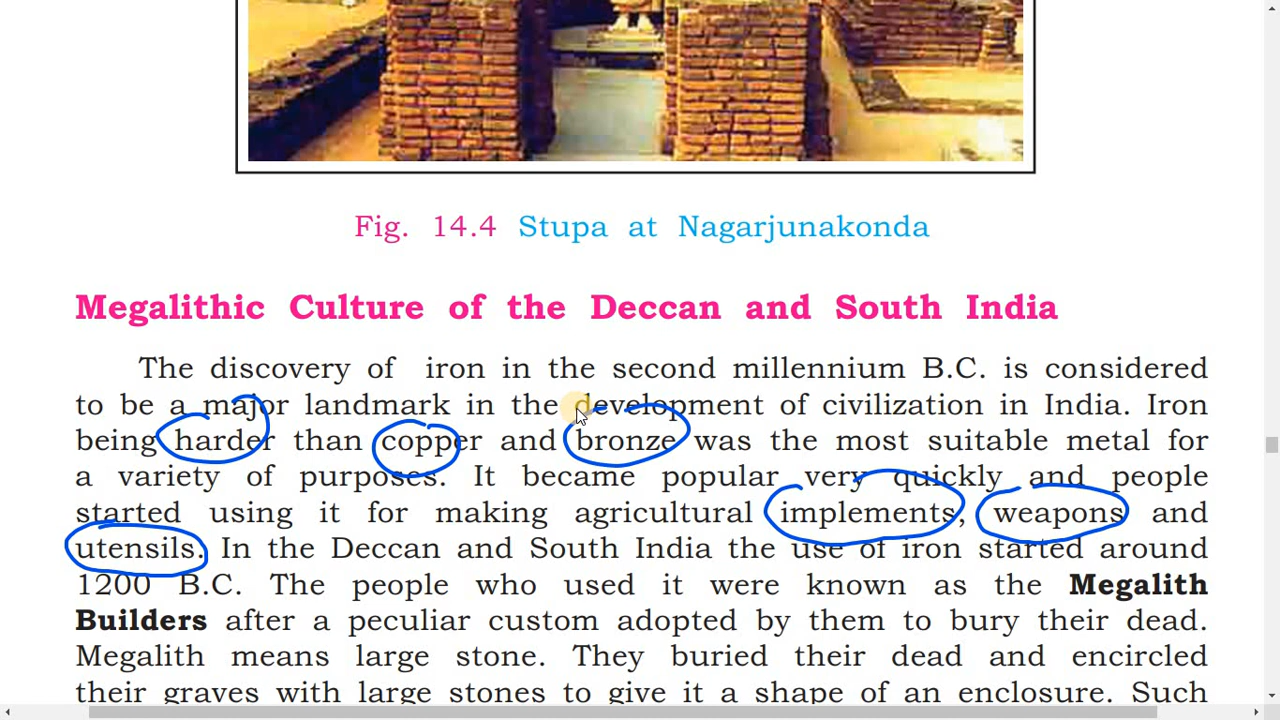 Fig. 14.4 Stupa at Nagarjunakonda
Megalithic Culture of the Deccan and South India
The discovery of iron in the second millennium B.C. is considered
to be a major landmark in the development of civilization in India. Iron
being harder than copper and bronze was the most suitable metal for
a variety of purposes. It became popular very quickly and people
started using it for making agricultural implements, weapons and
utensils. In the Deccan and South India the use of iron started around
1200 B.C. The people who used it were known as the Megalith
Builders after a peculiar custom adopted by them to bury their dead.
Megalith means large stone. They buried their dead and encircled
their graves with large stones to give it a shape of an enclosure. Such